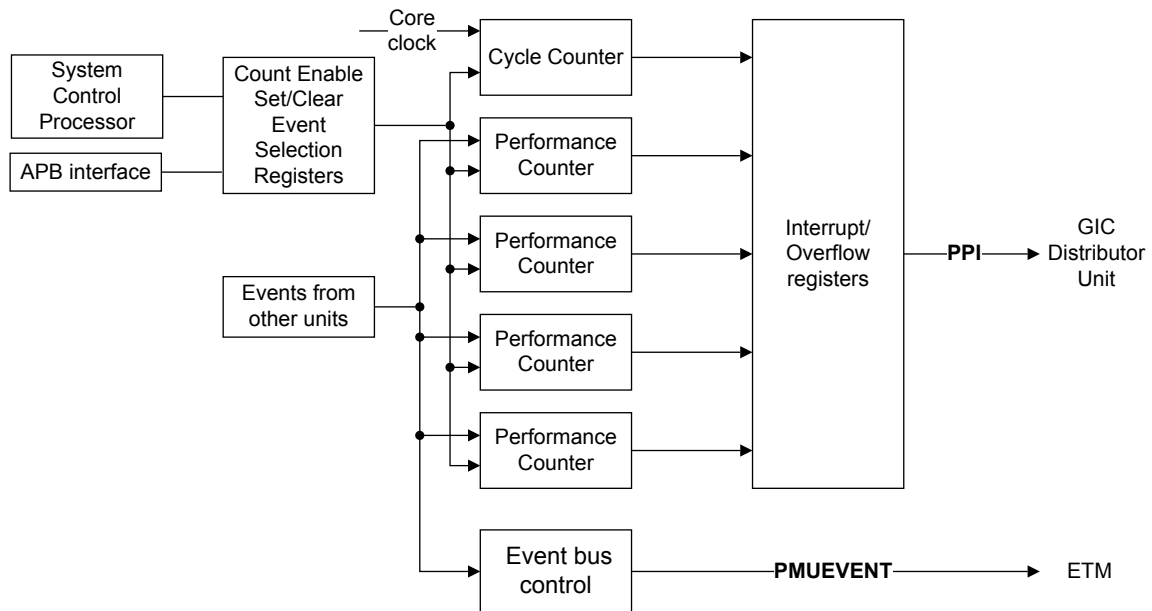 Core
clock
System
Control
Processor
APB interface
Count Enable
Set/Clear
Event
Selection
Registers
Cycle Counter
Performance
Counter
Performance
Counter
Events from
other units
Performance
Counter
Performance
Counter
Interrupt/
Overflow
registers
PPI
GIC
Distributor
Unit
Event bus
control
PMUEVENT
ETM